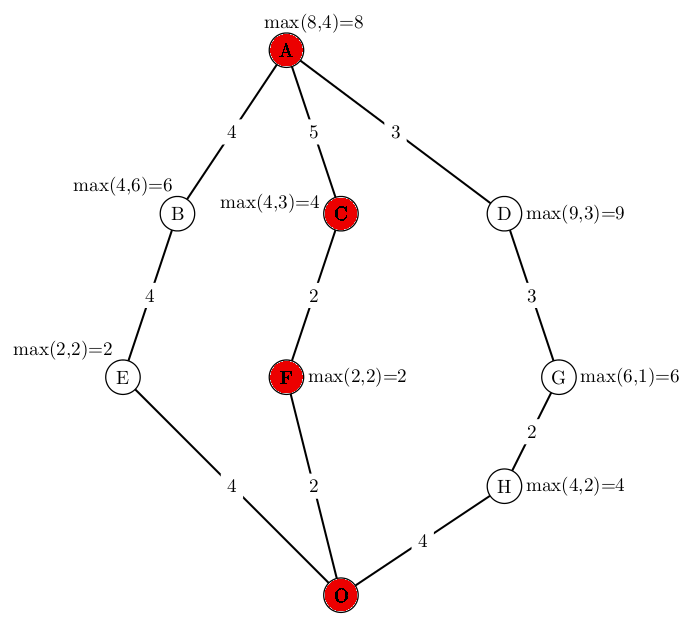 max(8,4)=8
A
4
5
3
max(4,6)=6
B
max(4,3)=4
C
D
max(9,3)=9
4
2
3
max(2,2)=2
E
F
max(2,2)=2
G
max(6,1)=6
2
4
2
H
max(4,2)=4
4
O